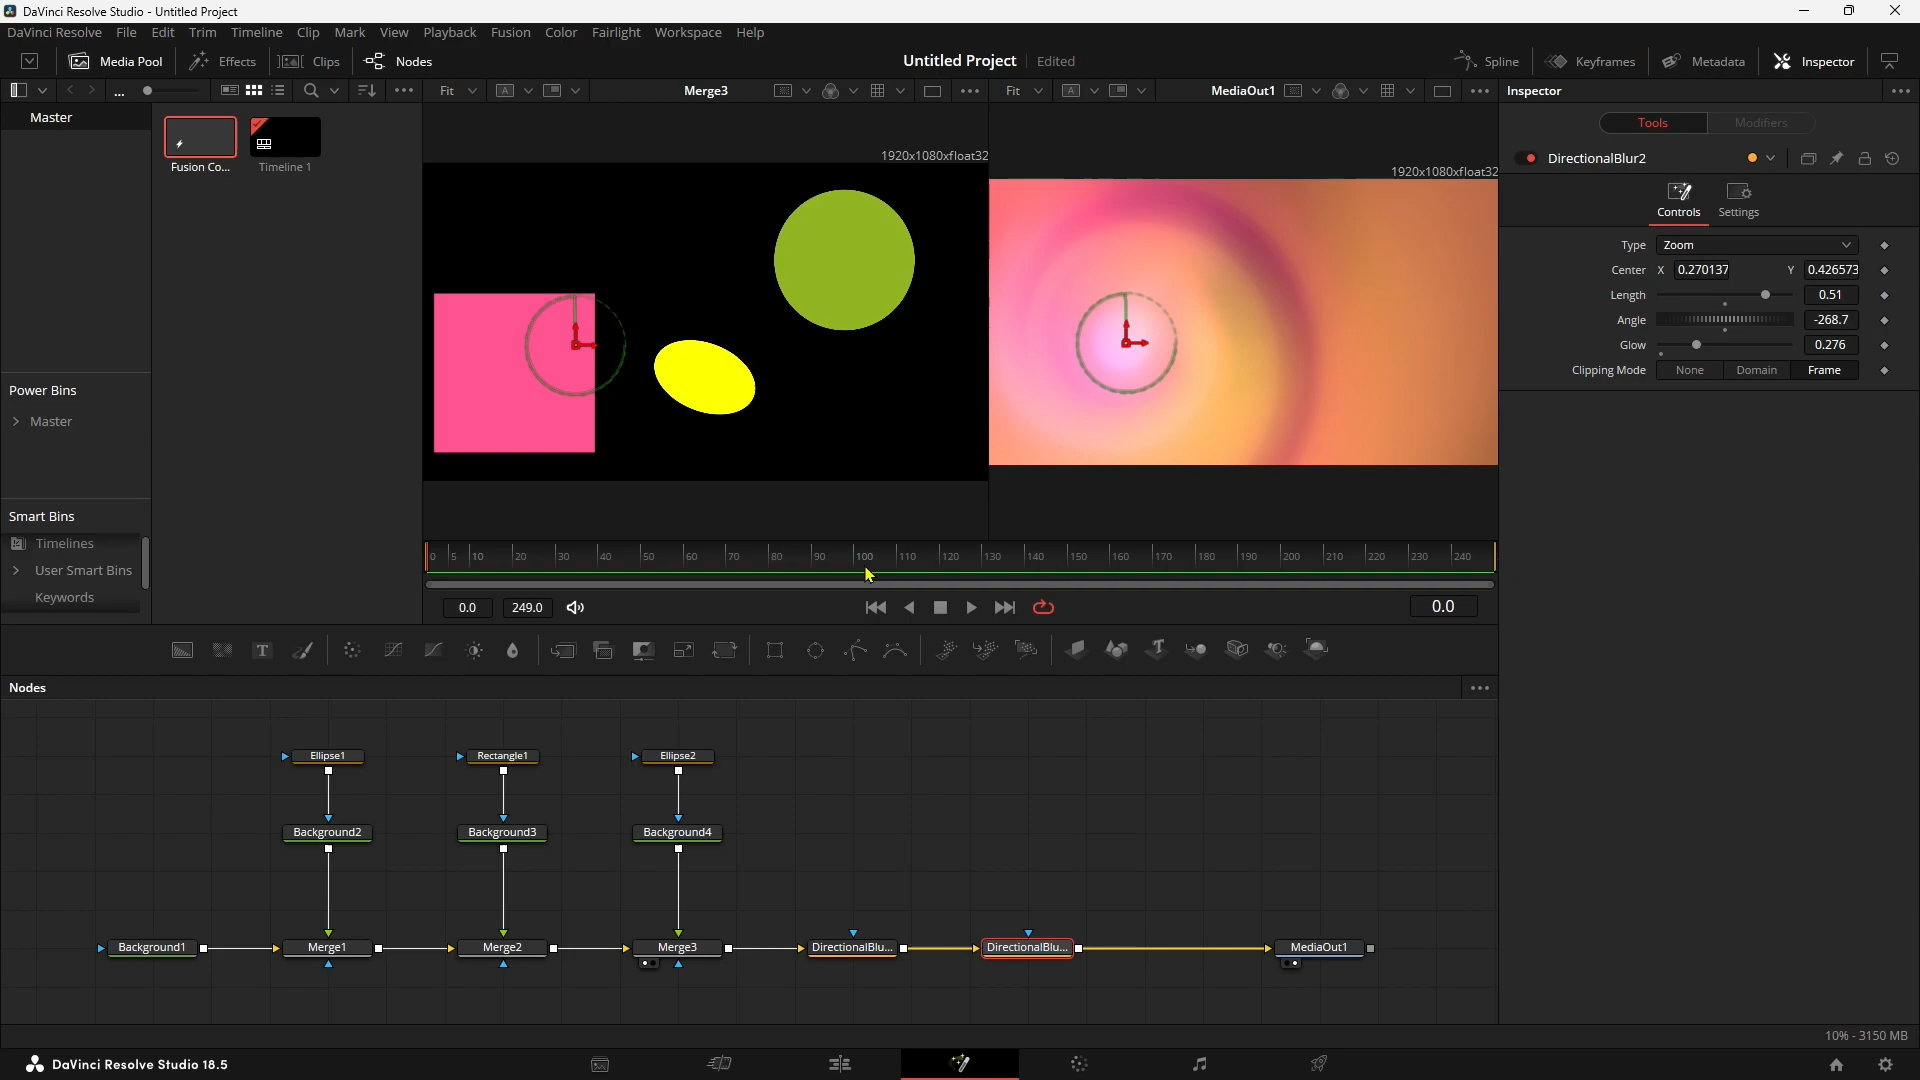 DaVinci Resolve Studio - Untitled Project
DaVinci Resolve File Edit Trim Timeline Clip Mark View Playback Fusion Color Fairlight Workspace Help
Media Pool Effects Clips Nodes Untitled Project Edited Spline Keyframes Metadata Inspector
... Fit A Merge3 Fit A MediaOut1 Inspector
Master
Fusion Co...
Timeline 1
1920x1080xfloat32
1920x1080xfloat32
Tools Modifiers
DirectionalBlur2
Controls Settings
Type Zoom
Center X 0.270137 Y 0.426573
Length 0.51
Angle -268.7
Glow 0.276
Clipping Mode None Domain Frame
Power Bins
Master
Smart Bins
Timelines
User Smart Bins
Keywords
0 5 10 20 30 40 50 60 70 80 90 100 110 120 130 140 150 160 170 180 190 200 210 220 230 240
0.0 249.0 0.0
T T
Nodes
Ellipse1 Rectangle1 Ellipse2
Background2 Background3 Background4
Background1 Merge1 Merge2 Merge3 DirectionalBlu... DirectionalBlu... MediaOut1
10% - 3150 MB
DaVinci Resolve Studio 18.5